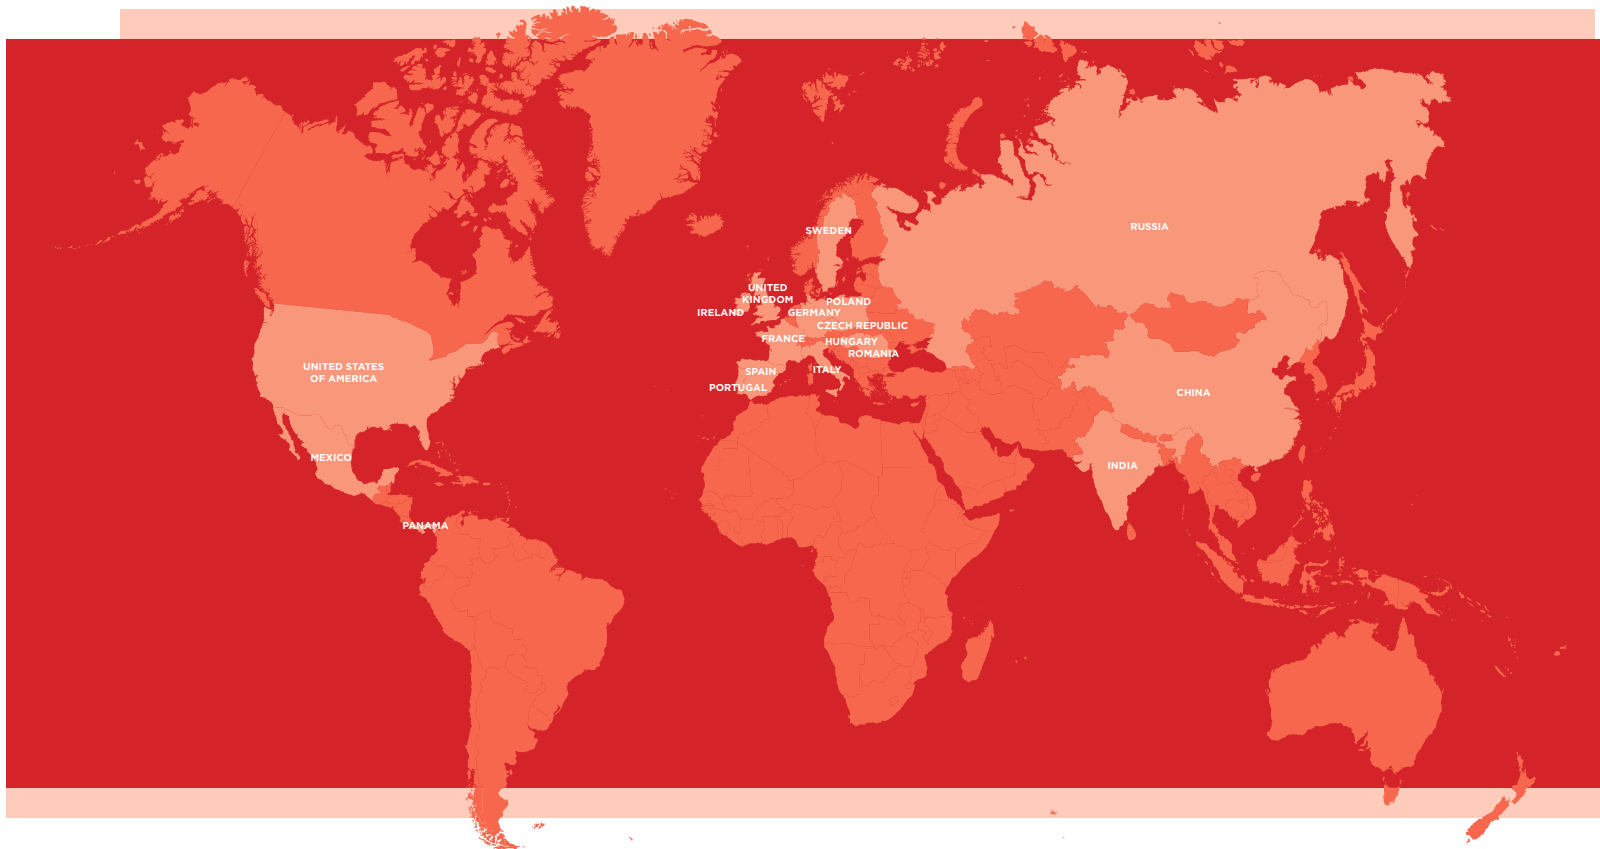 RUSSIA
SWEDEN
UNITED
KINGDOM
POLAND
IRELAND
GERMANY
CZECH REPUBLIC
FRANCE
HUNGARY
ROMANIA
UNITED STATES
OF AMERICA
SPAIN
ITALY
PORTUGAL
CHINA
MEXICO
INDIA
PANAMA